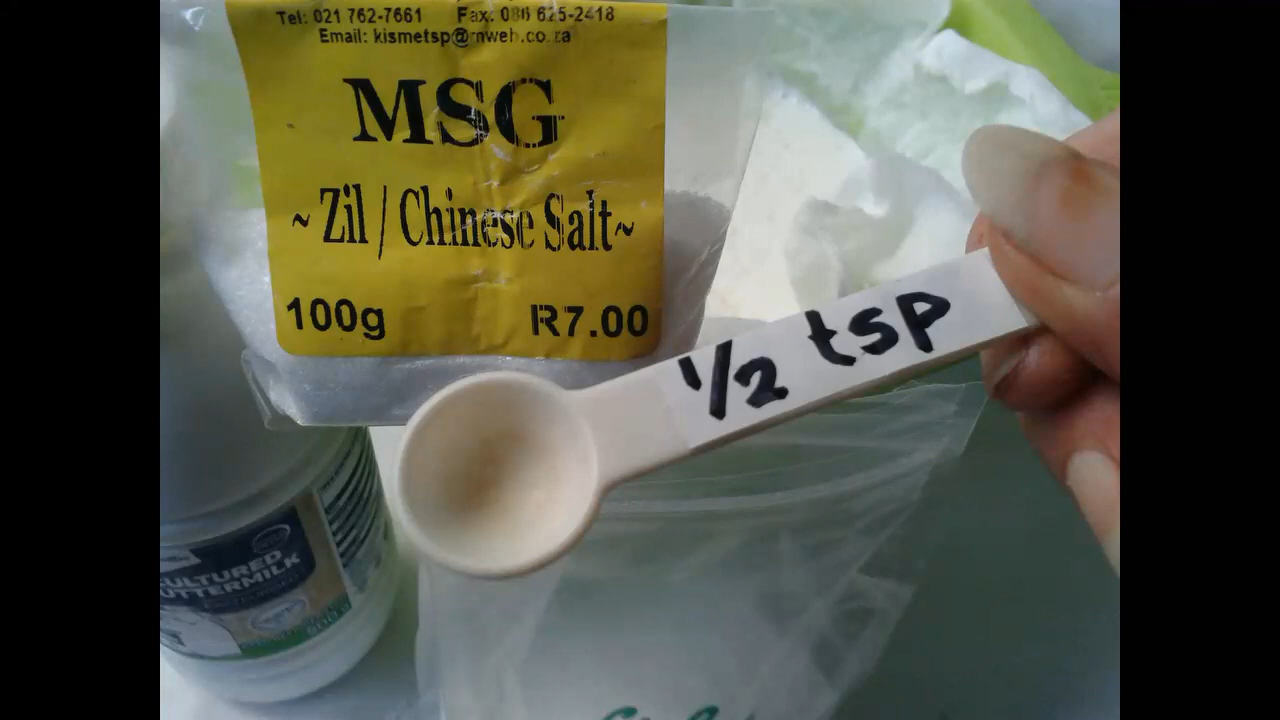 Tel: 021 762-7661 Fax: 086 625-2418
Email: kismetsp@mweb.co.za
MSG
~ Zil / Chinese Salt~
100g R7.00
1/2 tsp
CULTURED
BUTTERMILK